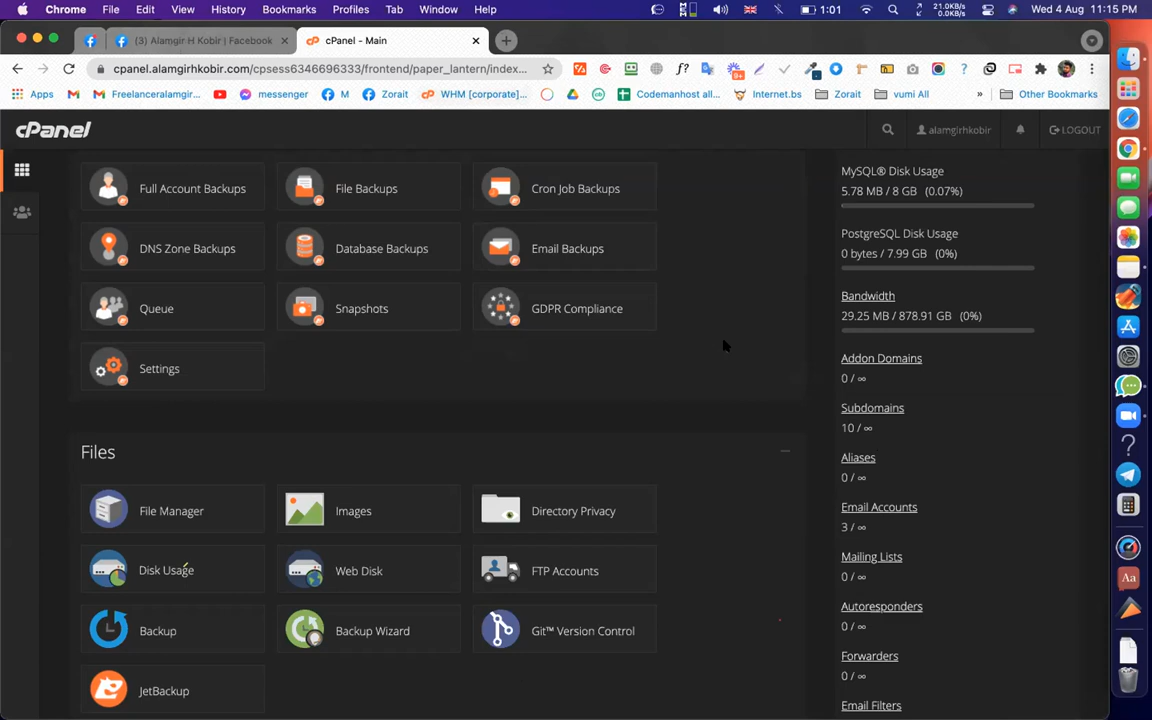 Chrome File Edit View History Bookmarks Profiles Tab Window Help 1:01 21.0KB/s 0.0KB/s Wed 4 Aug 11:15 PM
(3) Alamgir H Kobir | Facebook cPanel - Main
cpanel.alamgirhkobir.com/cpsess6346696333/frontend/paper_lantern/index...
Apps Freelanceralamgir... messenger M Zorait WHM [corporate]... Codemanhost all... Internet.bs Zorait vumi All » Other Bookmarks
cPanel alamgirhkobir LOGOUT
Full Account Backups File Backups Cron Job Backups
DNS Zone Backups Database Backups Email Backups
Queue Snapshots GDPR Compliance
Settings
Files
File Manager Images Directory Privacy
Disk Usage Web Disk FTP Accounts
Backup Backup Wizard Git™ Version Control
JetBackup
MySQL® Disk Usage
5.78 MB / 8 GB (0.07%)
PostgreSQL Disk Usage
0 bytes / 7.99 GB (0%)
Bandwidth
29.25 MB / 878.91 GB (0%)
Addon Domains
0 / ∞
Subdomains
10 / ∞
Aliases
0 / ∞
Email Accounts
3 / ∞
Mailing Lists
0 / ∞
Autoresponders
0 / ∞
Forwarders
0 / ∞
Email Filters